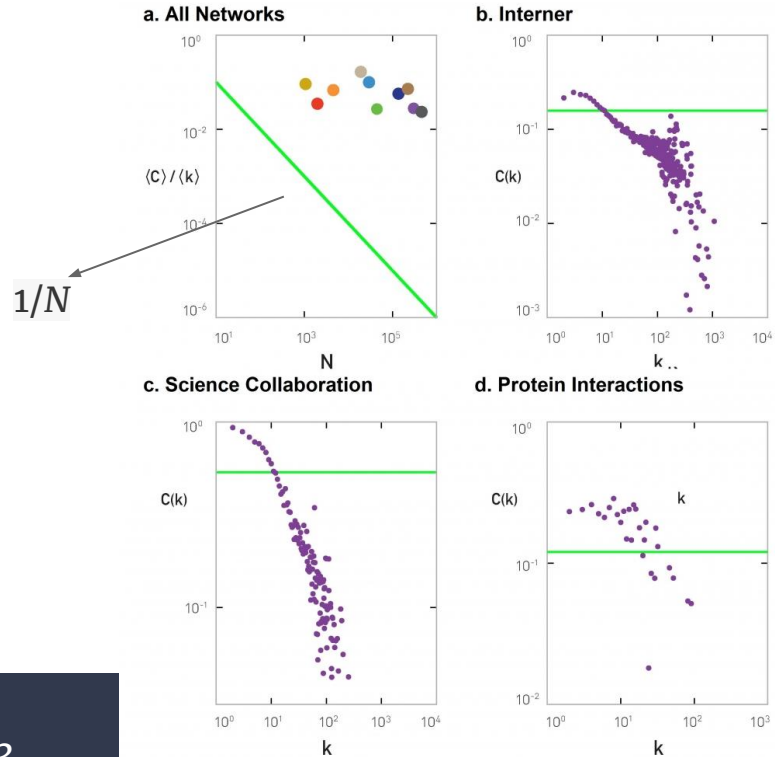 a. All Networks
10⁰
10⁻²
⟨C⟩ / ⟨k⟩
10⁻⁴
10⁻⁶
10¹
10³
10⁵
N
1/N
b. Interner
10⁰
10⁻¹
C(k)
10⁻²
10⁻³
10⁰
10¹
10²
10³
10⁴
k
c. Science Collaboration
10⁰
C(k)
10⁻¹
10⁰
10¹
10²
10³
10⁴
k
d. Protein Interactions
10⁰
C(k)
k
10⁻¹
10⁻²
10⁰
10¹
10²
10³
k